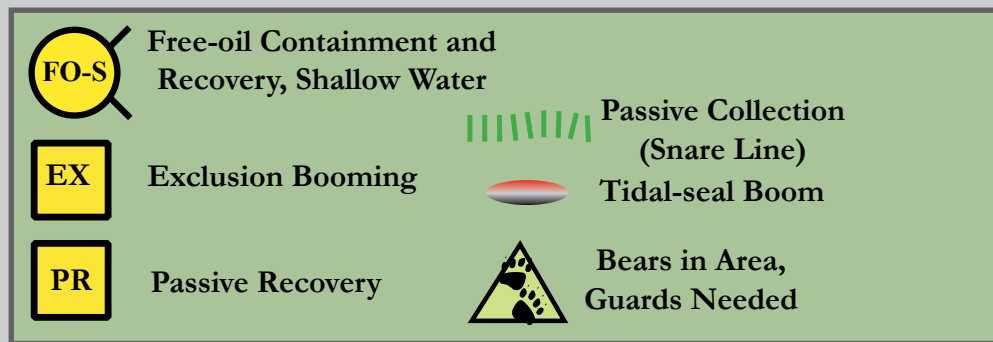 FO-S
Free-oil Containment and
Recovery, Shallow Water
EX
Exclusion Booming
PR
Passive Recovery
Passive Collection
(Snare Line)
Tidal-seal Boom
Bears in Area,
Guards Needed